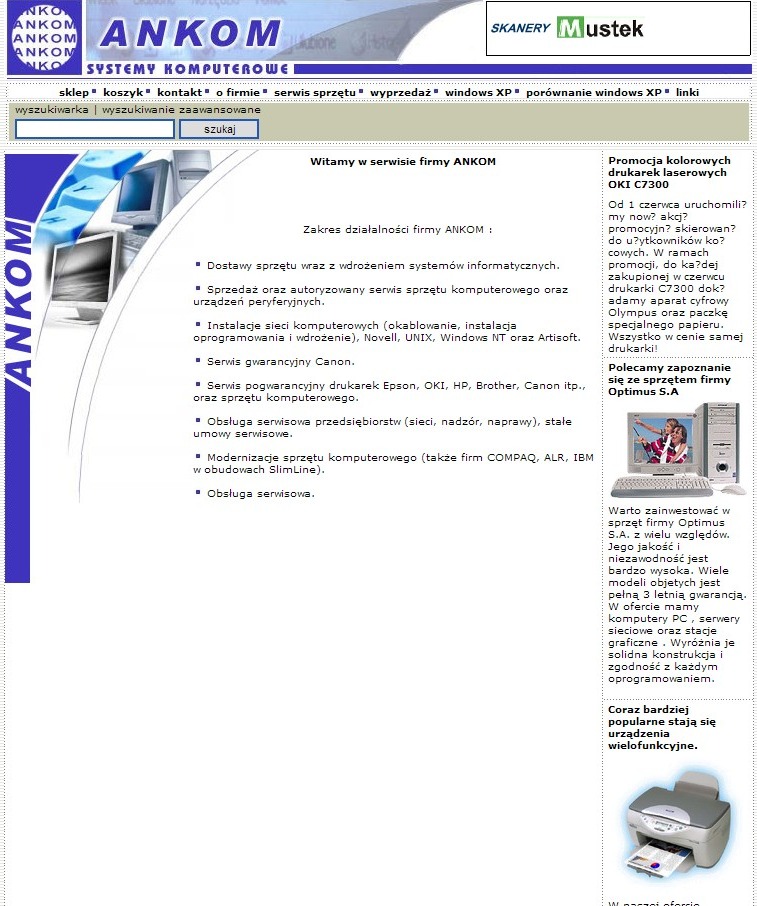 ANKOM
ANKOM
ANKOM
ANKOM
ANKOM
ANKOM
SYSTEMY KOMPUTEROWE
SKANERY Mustek
sklep koszyk kontakt o firmie serwis sprzętu wyprzedaż windows XP porównanie windows XP linki
wyszukiwarka | wyszukiwanie zaawansowane
szukaj
ANKOM
Witamy w serwisie firmy ANKOM
Zakres działalności firmy ANKOM :
Dostawy sprzętu wraz z wdrożeniem systemów informatycznych.
Sprzedaż oraz autoryzowany serwis sprzętu komputerowego oraz
urządzeń peryferyjnych.
Instalacje sieci komputerowych (okablowanie, instalacja
oprogramowania i wdrożenie), Novell, UNIX, Windows NT oraz Artisoft.
Serwis gwarancyjny Canon.
Serwis pogwarancyjny drukarek Epson, OKI, HP, Brother, Canon itp.,
oraz sprzętu komputerowego.
Obsługa serwisowa przedsiębiorstw (sieci, nadzór, naprawy), stałe
umowy serwisowe.
Modernizacje sprzętu komputerowego (także firm COMPAQ, ALR, IBM
w obudowach SlimLine).
Obsługa serwisowa.
Promocja kolorowych
drukarek laserowych
OKI C7300
Od 1 czerwca uruchomili?
my now? akcj?
promocyjn? skierowan?
do u?ytkowników ko?
cowych. W ramach
promocji, do ka?dej
zakupionej w czerwcu
drukarki C7300 dok?
adamy aparat cyfrowy
Olympus oraz paczkę
specjalnego papieru.
Wszystko w cenie samej
drukarki!
Polecamy zapoznanie
się ze sprzętem firmy
Optimus S.A
Warto zainwestować w
sprzęt firmy Optimus
S.A. z wielu względów.
Jego jakość i
niezawodność jest
bardzo wysoka. Wiele
modeli objetych jest
pełną 3 letnią gwarancją.
W ofercie mamy
komputery PC , serwery
sieciowe oraz stacje
graficzne . Wyróżnia je
solidna konstrukcja i
zgodność z każdym
oprogramowaniem.
Coraz bardziej
popularne stają się
urządzenia
wielofunkcyjne.
W naszej ofercie